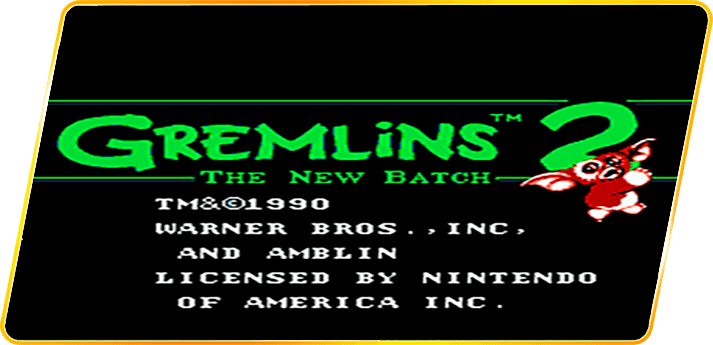 GREMLiNS™ 2
THE NEW BATCH
TM&©1990
WARNER BROS.,INC,
AND AMBLIN
LICENSED BY NINTENDO
OF AMERICA INC.